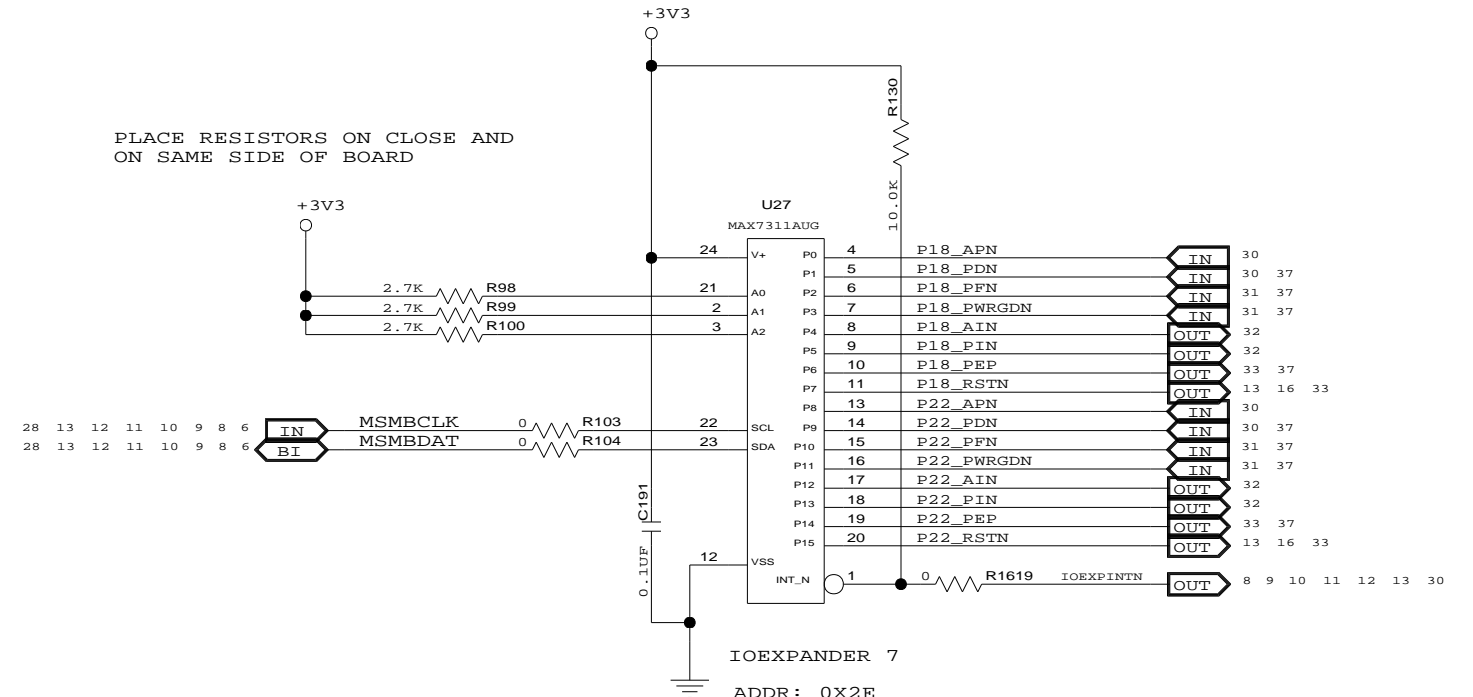 +3V3
R130
10.0K
PLACE RESISTORS ON CLOSE AND
ON SAME SIDE OF BOARD
+3V3
U27
MAX7311AUG
24 V+ P0 4 P18_APN IN 30
P1 5 P18_PDN IN 30 37
2.7K R98 21 A0 P2 6 P18_PFN IN 31 37
2.7K R99 2 A1 P3 7 P18_PWRGDN IN 31 37
2.7K R100 3 A2 P4 8 P18_AIN OUT 32
P5 9 P18_PIN OUT 32
P6 10 P18_PEP OUT 33 37
P7 11 P18_RSTN OUT 13 16 33
P8 13 P22_APN IN 30
28 13 12 11 10 9 8 6 IN MSMBCLK 0 R103 22 SCL P9 14 P22_PDN IN 30 37
28 13 12 11 10 9 8 6 BI MSMBDAT 0 R104 23 SDA P10 15 P22_PFN IN 31 37
P11 16 P22_PWRGDN IN 31 37
P12 17 P22_AIN OUT 32
P13 18 P22_PIN OUT 32
P14 19 P22_PEP OUT 33 37
P15 20 P22_RSTN OUT 13 16 33
C191
0.1UF
12 VSS
INT_N 1 0 R1619 IOEXPINTN OUT 8 9 10 11 12 13 30
IOEXPANDER 7
ADDR: 0X2E